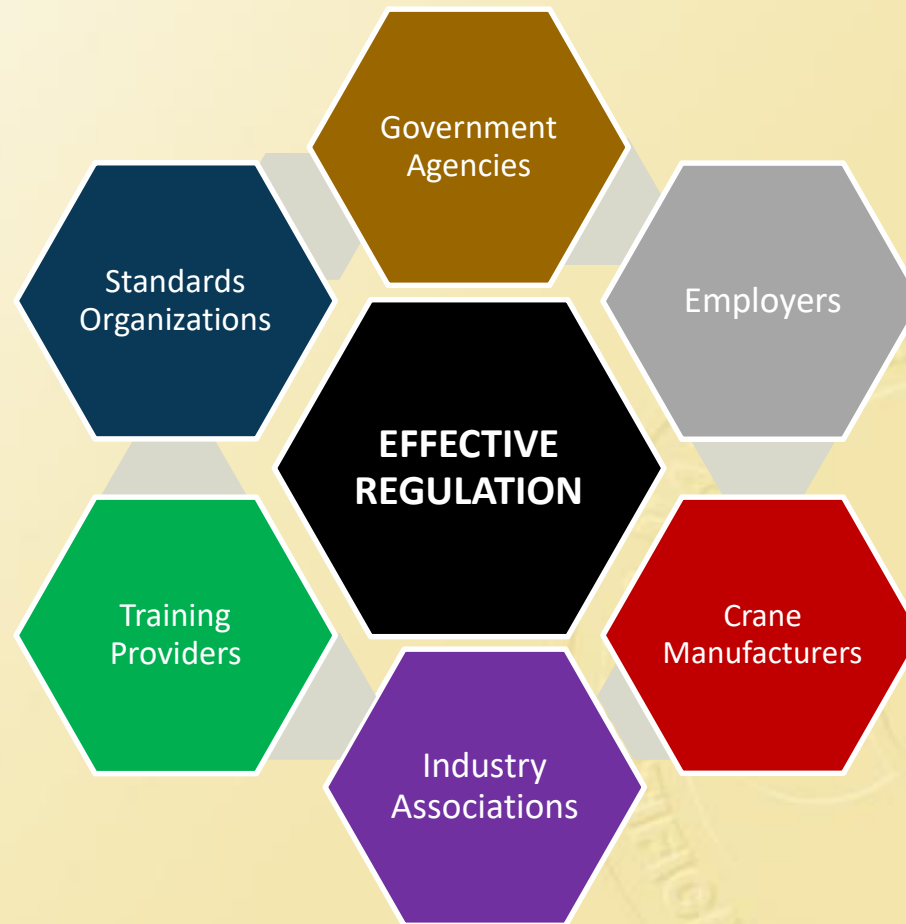 Government
Agencies
Standards
Organizations
Employers
EFFECTIVE
REGULATION
Training
Providers
Crane
Manufacturers
Industry
Associations